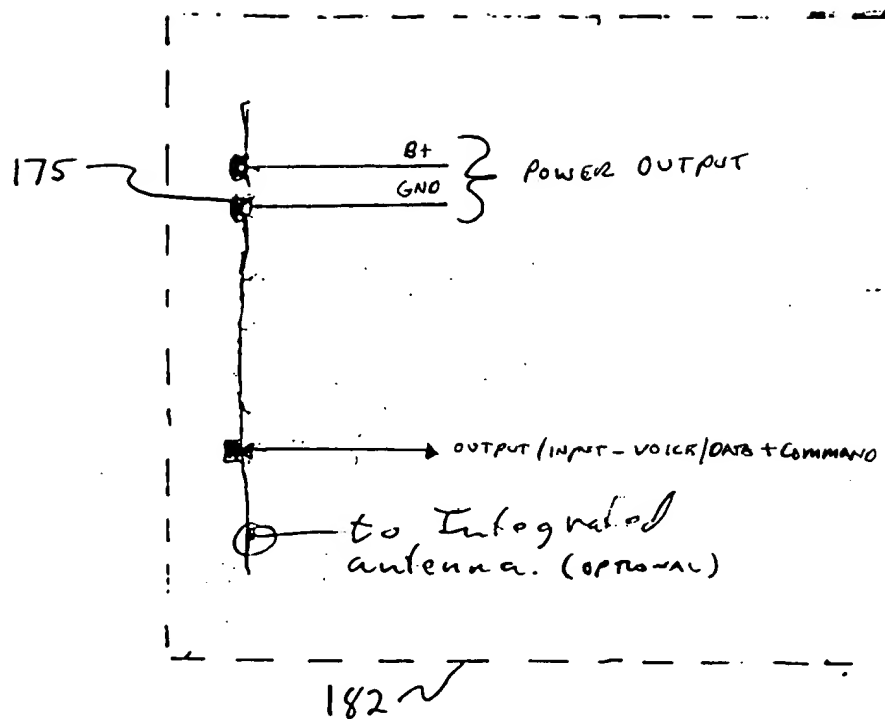 B+
175
POWER OUTPUT
GND
OUTPUT/INPUT - VOICE/DATA + COMMAND
to Integrated
antenna. (OPTIONAL)
182